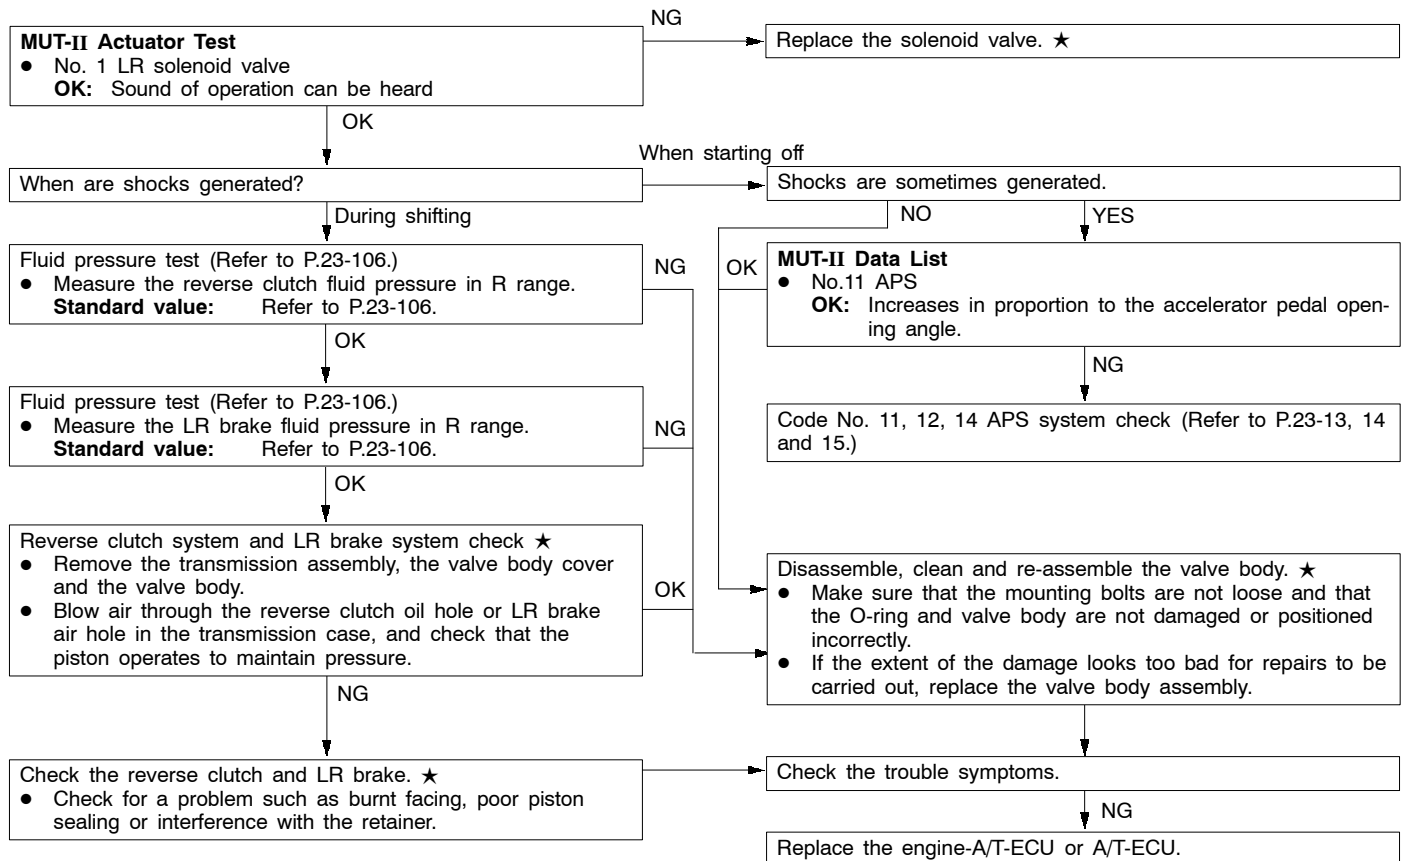 NG
MUT-II Actuator Test
● No. 1 LR solenoid valve
OK: Sound of operation can be heard
Replace the solenoid valve. ★
OK
When starting off
When are shocks generated?
Shocks are sometimes generated.
During shifting
NO
YES
Fluid pressure test (Refer to P.23-106.)
● Measure the reverse clutch fluid pressure in R range.
Standard value: Refer to P.23-106.
NG
OK
MUT-II Data List
● No.11 APS
OK: Increases in proportion to the accelerator pedal open-
ing angle.
OK
NG
Fluid pressure test (Refer to P.23-106.)
● Measure the LR brake fluid pressure in R range.
Standard value: Refer to P.23-106.
NG
Code No. 11, 12, 14 APS system check (Refer to P.23-13, 14
and 15.)
OK
Reverse clutch system and LR brake system check ★
● Remove the transmission assembly, the valve body cover
and the valve body.
● Blow air through the reverse clutch oil hole or LR brake
air hole in the transmission case, and check that the
piston operates to maintain pressure.
OK
Disassemble, clean and re-assemble the valve body. ★
● Make sure that the mounting bolts are not loose and that
the O-ring and valve body are not damaged or positioned
incorrectly.
● If the extent of the damage looks too bad for repairs to be
carried out, replace the valve body assembly.
NG
Check the reverse clutch and LR brake. ★
● Check for a problem such as burnt facing, poor piston
sealing or interference with the retainer.
Check the trouble symptoms.
NG
Replace the engine-A/T-ECU or A/T-ECU.